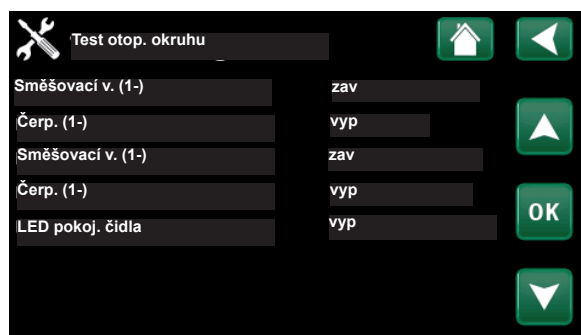 Test otop. okruhu
Směšovací v. (1-) zav
Čerp. (1-) vyp
Směšovací v. (1-) zav
Čerp. (1-) vyp
LED pokoj. čidla vyp
OK